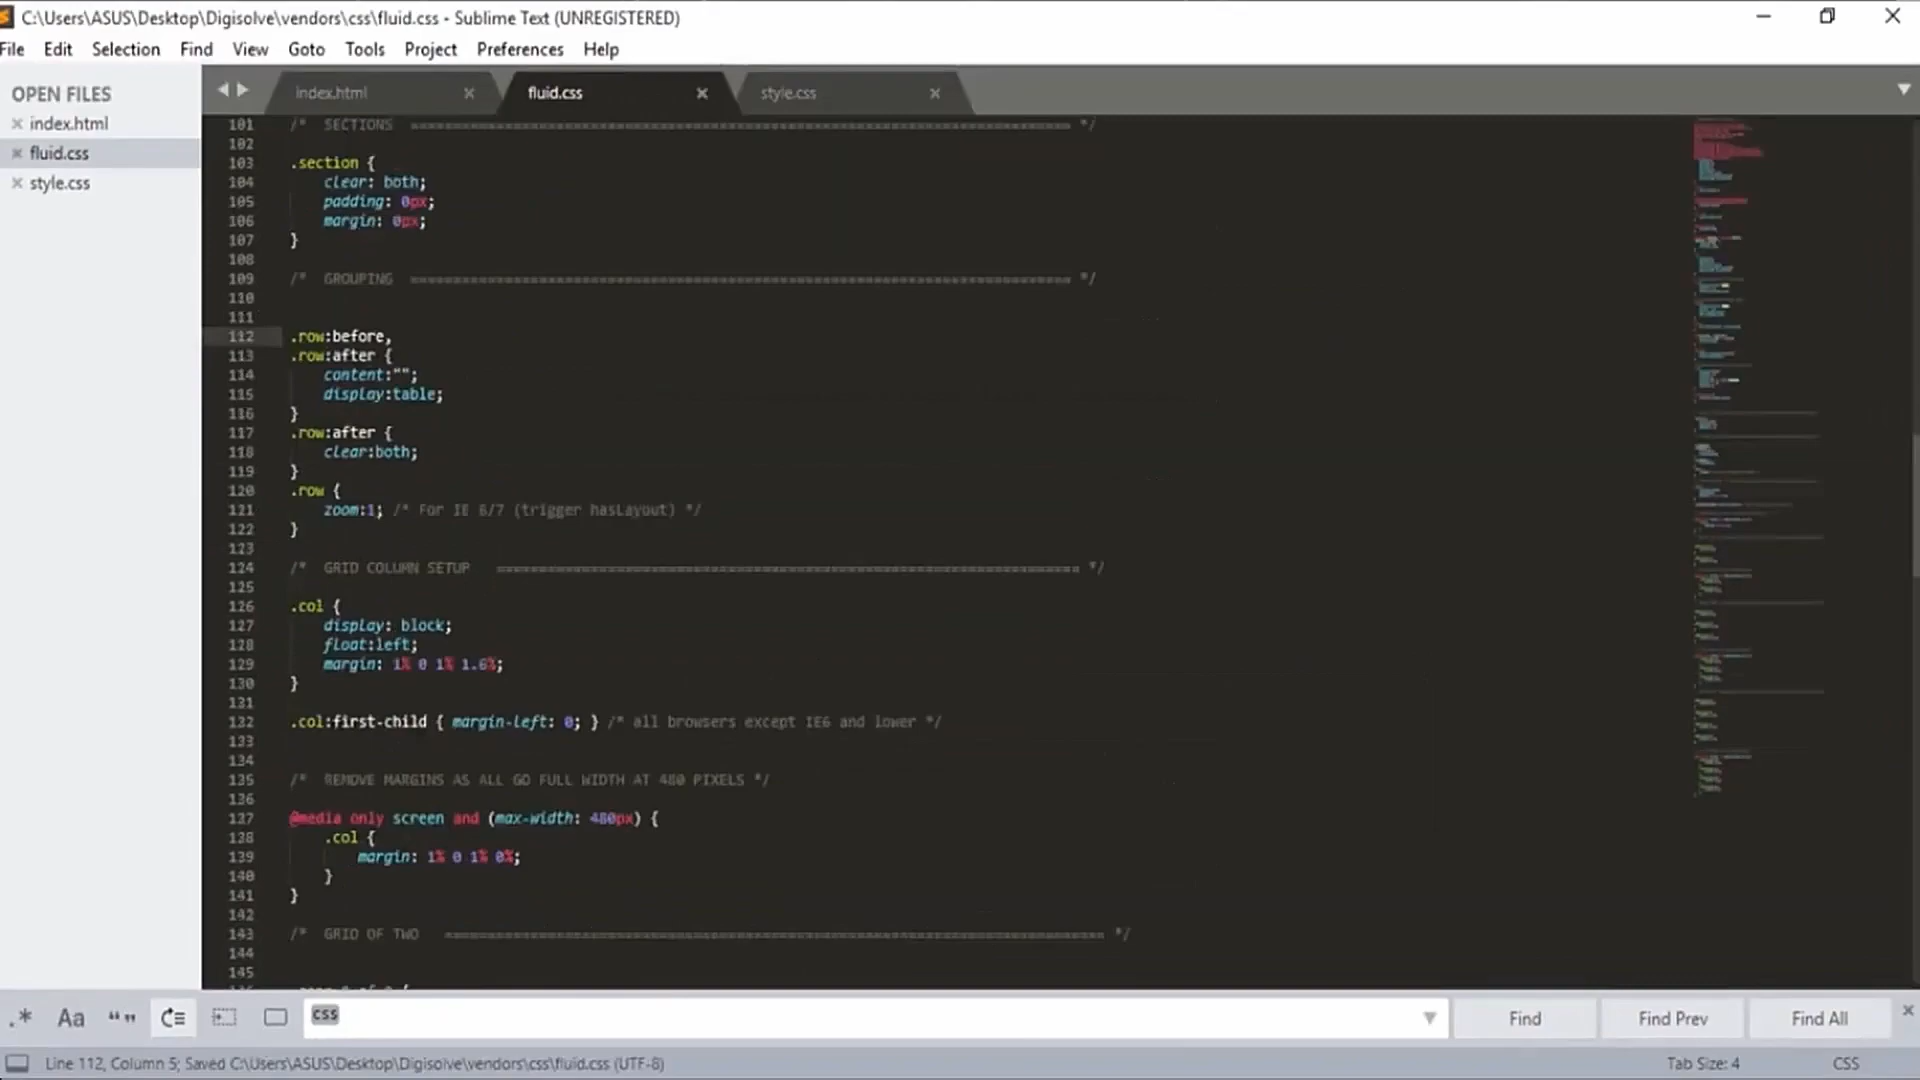 C:\Users\ASUS\Desktop\Digisolve\vendors\css\fluid.css - Sublime Text (UNREGISTERED)
File Edit Selection Find View Goto Tools Project Preferences Help
OPEN FILES
index.html
fluid.css
style.css
index.html fluid.css style.css
101 /* SECTIONS ============================================================================= */
102
103 .section {
104 clear: both;
105 padding: 0px;
106 margin: 0px;
107 }
108
109 /* GROUPING ============================================================================= */
110
111
112 .row:before,
113 .row:after {
114 content:"";
115 display:table;
116 }
117 .row:after {
118 clear:both;
119 }
120 .row {
121 zoom:1; /* For IE 6/7 (trigger hasLayout) */
122 }
123
124 /* GRID COLUMN SETUP ==================================================================== */
125
126 .col {
127 display: block;
128 float:left;
129 margin: 1% 0 1% 1.6%;
130 }
131
132 .col:first-child { margin-left: 0; } /* all browsers except IE6 and lower */
133
134
135 /* REMOVE MARGINS AS ALL GO FULL WIDTH AT 480 PIXELS */
136
137 @media only screen and (max-width: 480px) {
138 .col {
139 margin: 1% 0 1% 0%;
140 }
141 }
142
143 /* GRID OF TWO ============================================================================= */
144
145
.* Aa “” css Find Find Prev Find All
Line 112, Column 5; Saved C:\Users\ASUS\Desktop\Digisolve\vendors\css\fluid.css (UTF-8) Tab Size: 4 CSS